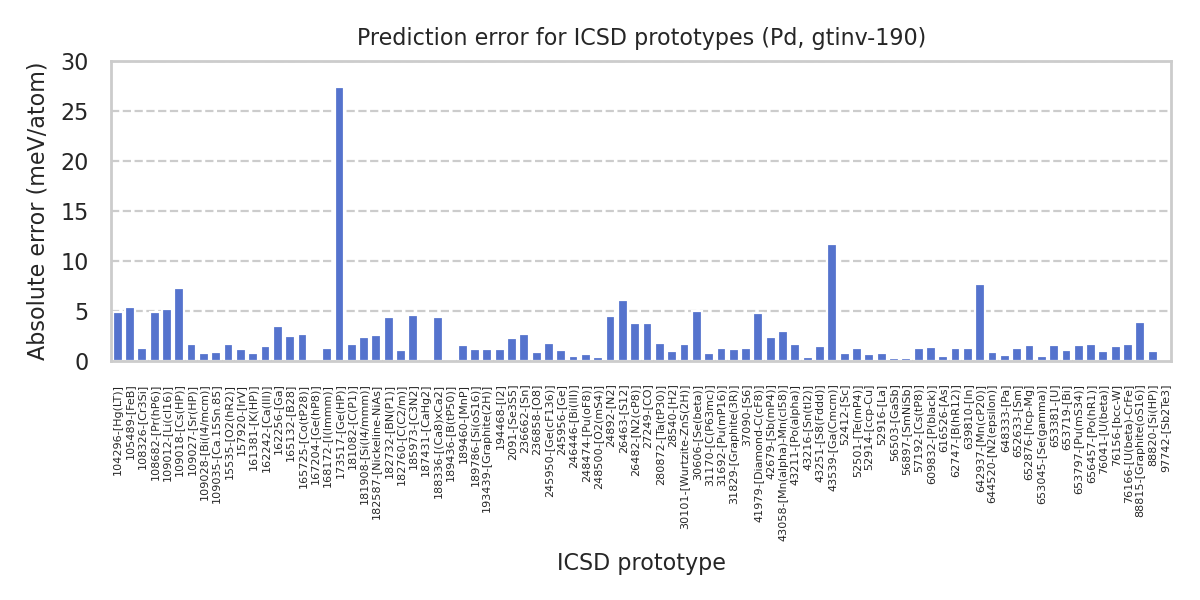 Prediction error for ICSD prototypes (Pd, gtinv-190)
Absolute error (meV/atom)
30
25
20
15
10
5
0
104296-[Hg(LT)]
105489-[FeB]
108326-[Cr3Si]
108682-[Pr(hP6)]
109012-[Li(cI16)]
109018-[Cs(HP)]
109027-[Sr(HP)]
109028-[Bi(I4/mcm)]
109035-[Ca.15Sn.85]
15535-[O2(hR2)]
157920-[IrV]
161381-[K(HP)]
162242-[Ca(III)]
162256-[Ga]
165132-[B28]
165725-[Co(tP28)]
167204-[Ge(hP8)]
168172-[I(Immm)]
173517-[Ge(HP)]
181082-[C(P1)]
181908-[Si(I4/mmm)]
182587-[Nickeline-NiAs]
182732-[BN(P1)]
182760-[C(C2/m)]
185973-[C3N2]
187431-[CaHg2]
188336-[(Ca8)xCa2]
189436-[B(tP50)]
189460-[MnP]
189786-[Si(oS16)]
193439-[Graphite(2H)]
194468-[I2]
2091-[Se3S5]
236662-[Sn]
236858-[O8]
245950-[Ge(cF136)]
245956-[Ge]
246446-[Bi(III)]
248474-[Pu(oF8)]
248500-[O2(mS4)]
24892-[N2]
26463-[S12]
26482-[N2(cP8)]
27249-[CO]
280872-[Ta(tP30)]
28540-[H2]
30101-[Wurtzite-ZnS(2H)]
30606-[Se(beta)]
31170-[C(P63mc)]
31692-[Pu(mP16)]
31829-[Graphite(3R)]
37090-[S6]
41979-[Diamond-C(cF8)]
42679-[Sb(mP4)]
43058-[Mn(alpha)-Mn(cI58)]
43211-[Po(alpha)]
43216-[Sn(tI2)]
43251-[S8(Fddd)]
43539-[Ga(Cmcm)]
52412-[Sc]
52501-[Te(mP4)]
52914-[fcc-Cu]
52916-[La]
56503-[GaSb]
56897-[SmNiSb]
57192-[Cs(tP8)]
609832-[P(black)]
616526-[As]
62747-[B(hR12)]
639810-[In]
642937-[Mn(cP20)]
644520-[N2(epsilon)]
648333-[Pa]
652633-[Sm]
652876-[hcp-Mg]
653045-[Se(gamma)]
653381-[U]
653719-[Bi]
653797-[Pu(mS34)]
656457-[Po(hR1)]
76041-[U(beta)]
76156-[bcc-W]
76166-[U(beta)-CrFe]
88815-[Graphite(oS16)]
88820-[Si(HP)]
97742-[Sb2Te3]
ICSD prototype